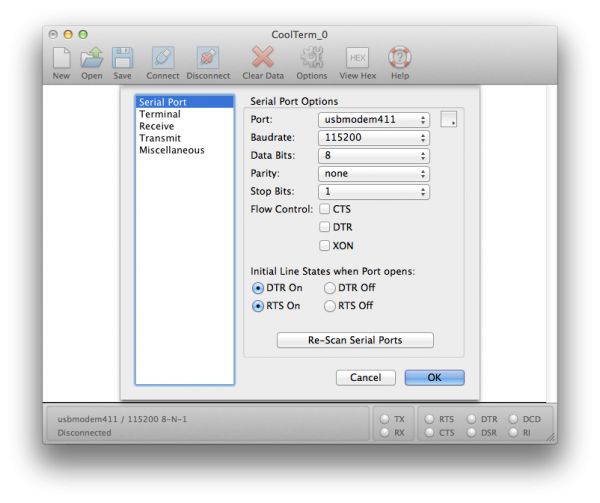 CoolTerm_0
New Open Save Connect Disconnect Clear Data Options View Hex Help
HEX
Serial Port
Terminal
Receive
Transmit
Miscellaneous
Serial Port Options
Port: usbmodem411
Baudrate: 115200
Data Bits: 8
Parity: none
Stop Bits: 1
Flow Control: CTS
DTR
XON
Initial Line States when Port opens:
DTR On DTR Off
RTS On RTS Off
Re-Scan Serial Ports
Cancel OK
usbmodem411 / 115200 8-N-1
Disconnected
TX RTS DTR DCD
RX CTS DSR RI